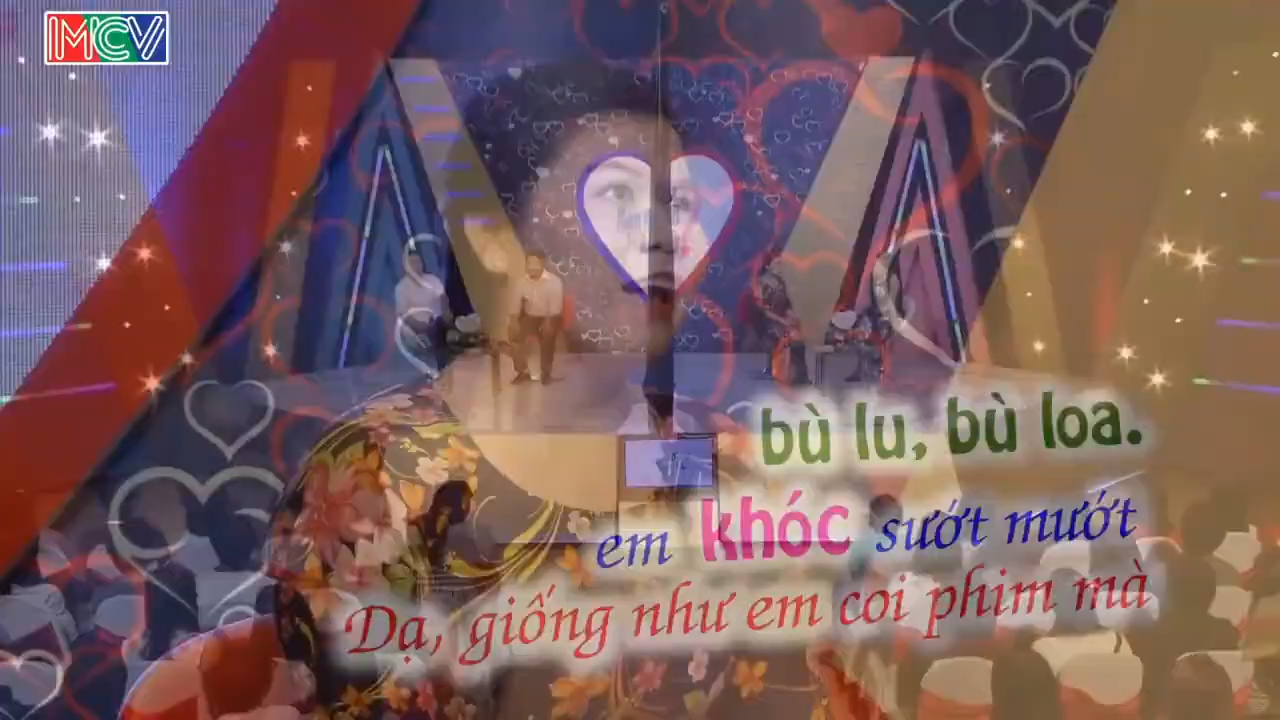 MCV
bù lu, bù loa.
em khóc sướt mướt
Dạ, giống như em coi phim mà